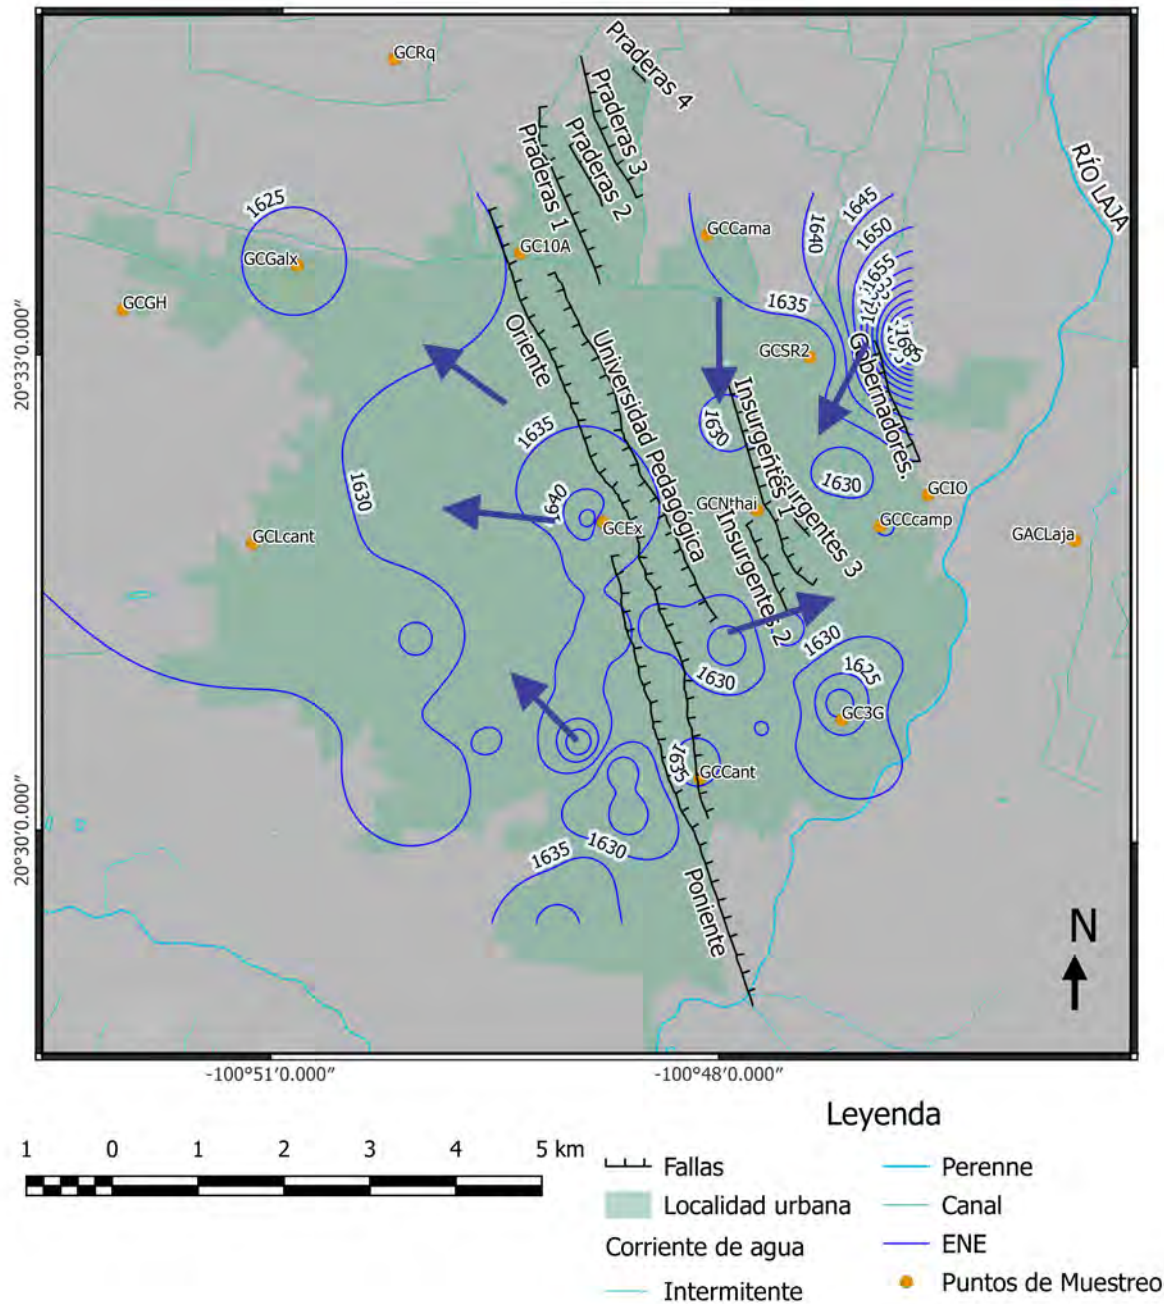 GCRq
Praderas 4
Praderas 3
Praderas 2
Praderas 1
RÍO LAJA
1625
GCGalx
GCGH
GC10A
GCCama
1645
1640
1650
1655
1635
1685
GCSR2
Gobernadores.
Oriente
Universidad Pedagógica
20°33'0.000"
1635
1630
Insurgentes 1
Insurgentes 3
Insurgentes 2
1630
1630
1640
GCEx
GCNthai
GCIO
GCCcamp
GACLaja
GCLcant
1630
1630
1625
GC3G
1635
GCCant
1635
1630
Poniente
20°30'0.000"
N
-100°51'0.000"
-100°48'0.000"
Leyenda
1 0 1 2 3 4 5 km
Fallas
Localidad urbana
Corriente de agua
Intermitente
Perenne
Canal
ENE
Puntos de Muestreo